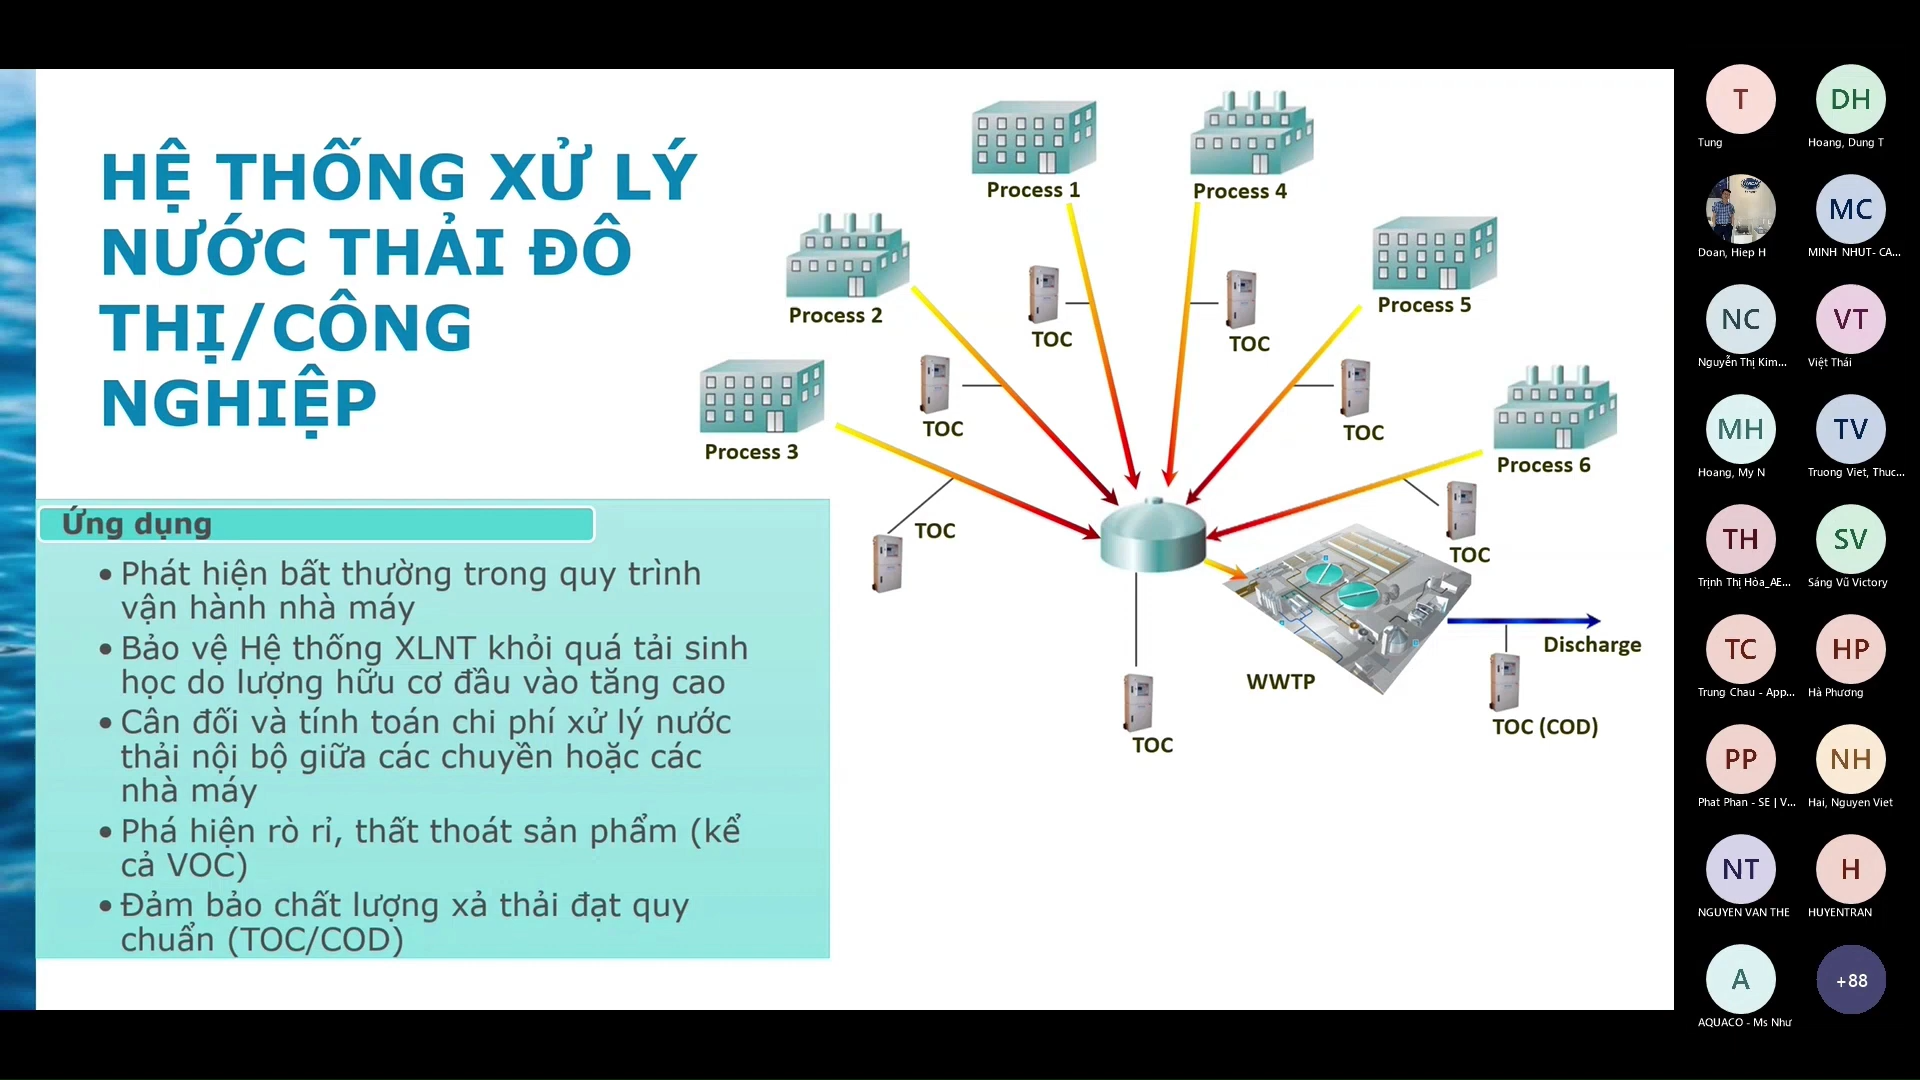 HỆ THỐNG XỬ LÝ
NƯỚC THẢI ĐÔ
THỊ/CÔNG
NGHIỆP
Ứng dụng
• Phát hiện bất thường trong quy trình
vận hành nhà máy
• Bảo vệ Hệ thống XLNT khỏi quá tải sinh
học do lượng hữu cơ đầu vào tăng cao
• Cân đối và tính toán chi phí xử lý nước
thải nội bộ giữa các chuyền hoặc các
nhà máy
• Phá hiện rò rỉ, thất thoát sản phẩm (kể
cả VOC)
• Đảm bảo chất lượng xả thải đạt quy
chuẩn (TOC/COD)
Process 1
Process 4
Process 2
Process 5
Process 3
Process 6
TOC
TOC
TOC
TOC
TOC
TOC
TOC
WWTP
Discharge
TOC (COD)
T
Tung
DH
Hoang, Dung T
Doan, Hiep H
MC
MINH NHUT- CA...
NC
Nguyễn Thị Kim...
VT
Việt Thái
MH
Hoang, My N
TV
Truong Viet, Thuc...
TH
Trịnh Thị Hòa_AE...
SV
Sáng Vũ Victory
TC
Trung Chau - App...
HP
Hà Phương
PP
Phat Phan - SE | V...
NH
Hai, Nguyen Viet
NT
NGUYEN VAN THE
H
HUYENTRAN
A
AQUACO - Ms Như
+88